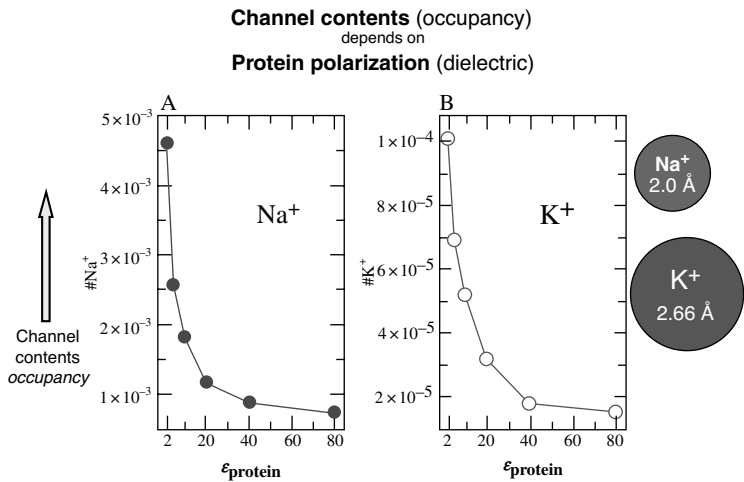 Channel contents (occupancy)
depends on
Protein polarization (dielectric)
A
5 × 10⁻³
4 × 10⁻³
3 × 10⁻³
2 × 10⁻³
1 × 10⁻³
#Na⁺
Na⁺
2
20
40
60
80
εprotein
B
1 × 10⁻⁴
8 × 10⁻⁵
6 × 10⁻⁵
4 × 10⁻⁵
2 × 10⁻⁵
#K⁺
K⁺
2
20
40
60
80
εprotein
Na⁺
2.0 Å
K⁺
2.66 Å
Channel
contents
occupancy